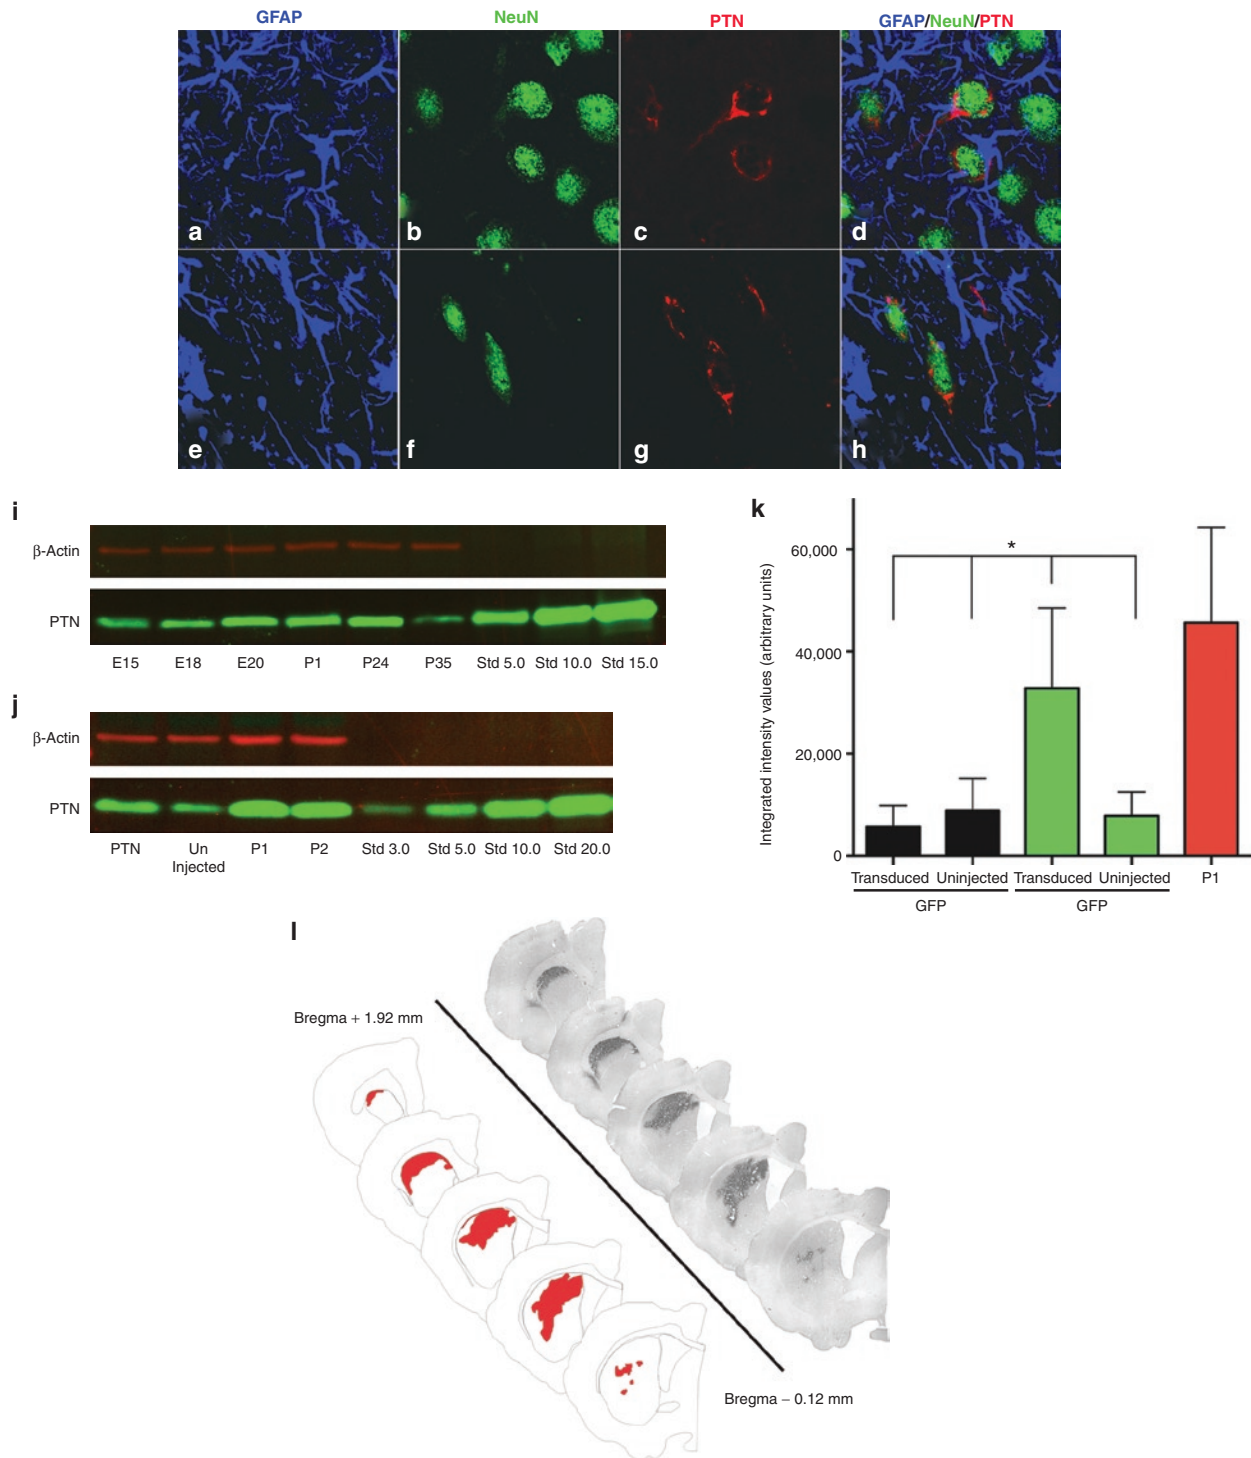 GFAP NeuN PTN GFAP/NeuN/PTN
a b c d
e f g h
i
β-Actin
PTN
E15 E18 E20 P1 P24 P35 Std 5.0 Std 10.0 Std 15.0
j
β-Actin
PTN
PTN Un Injected P1 P2 Std 3.0 Std 5.0 Std 10.0 Std 20.0
k
Integrated intensity values (arbitrary units)
60,000
40,000
20,000
0
*
Transduced Uninjected Transduced Uninjected P1
GFP GFP
l
Bregma + 1.92 mm
Bregma − 0.12 mm